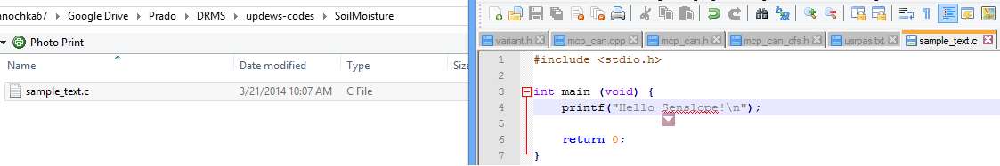 nochka67 › Google Drive › Prado › DRMS › updews-codes › SoilMoisture
Photo Print
Name Date modified Type Size
sample_text.c 3/21/2014 10:07 AM C File
variant.h mcp_can.cpp mcp_can.h mcp_can_dfs.h usrpas.txt sample_text.c
1 #include <stdio.h>
2
3 int main (void) {
4 printf("Hello Senslope!\n");
5
6 return 0;
7 }